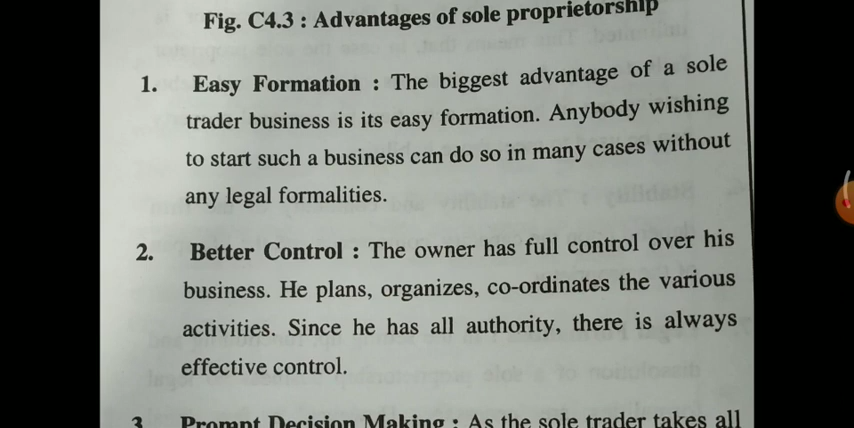 Fig. C4.3 : Advantages of sole proprietorship
1. Easy Formation : The biggest advantage of a sole
trader business is its easy formation. Anybody wishing
to start such a business can do so in many cases without
any legal formalities.
2. Better Control : The owner has full control over his
business. He plans, organizes, co-ordinates the various
activities. Since he has all authority, there is always
effective control.
3 Prompt Decision Making : As the sole trader takes all